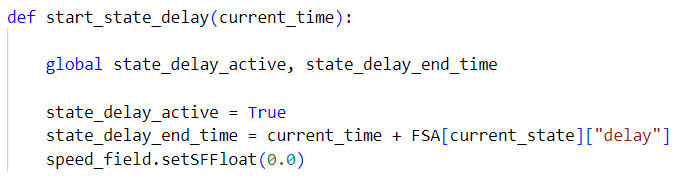 def start_state_delay(current_time):
global state_delay_active, state_delay_end_time
state_delay_active = True
state_delay_end_time = current_time + FSA[current_state]["delay"]
speed_field.setSFFloat(0.0)